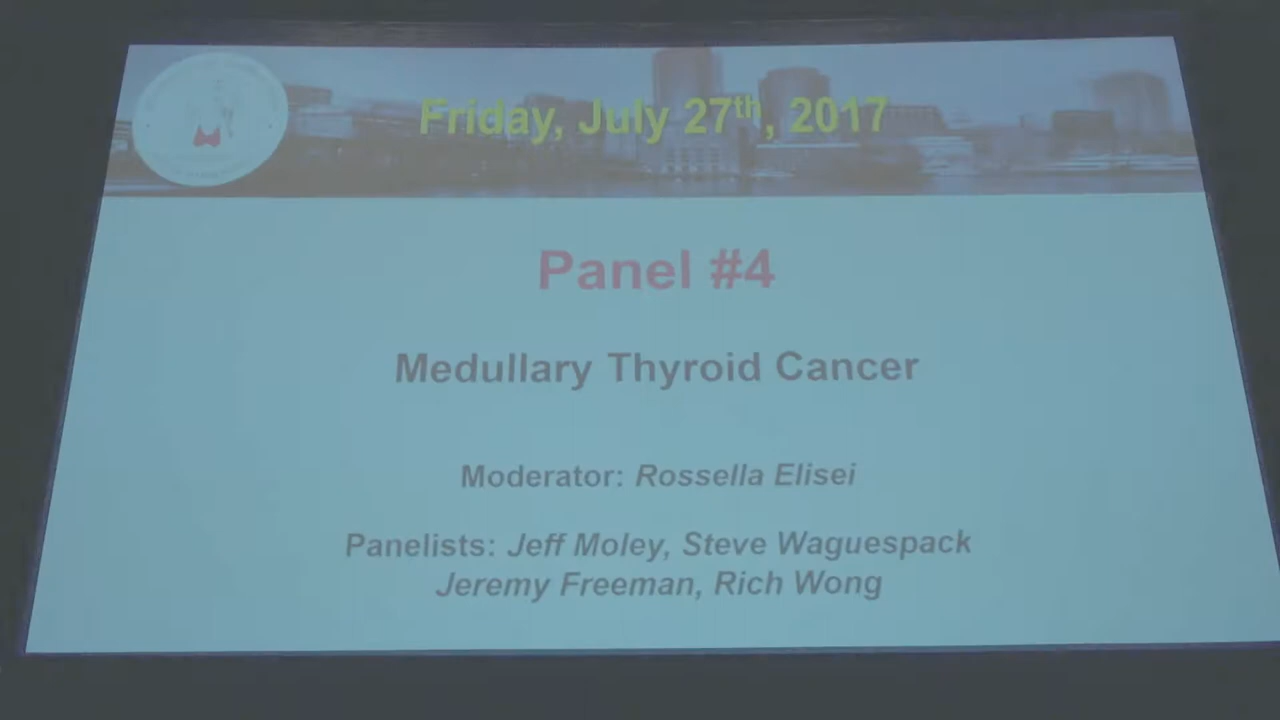 Friday, July 27th, 2017
Panel #4
Medullary Thyroid Cancer
Moderator: Rossella Elisei
Panelists: Jeff Moley, Steve Waguespack
Jeremy Freeman, Rich Wong